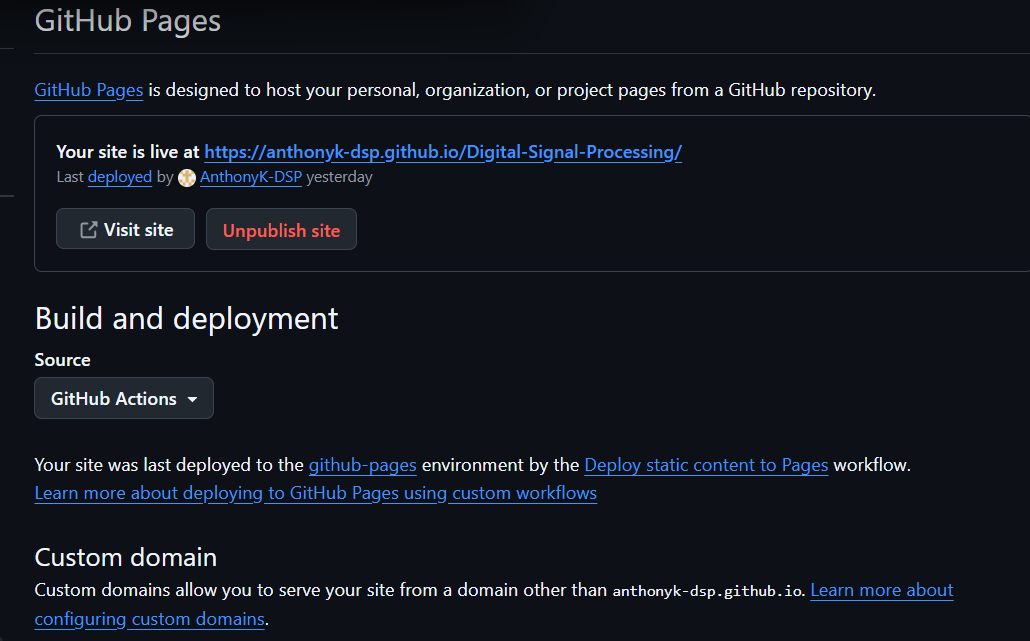 GitHub Pages
GitHub Pages is designed to host your personal, organization, or project pages from a GitHub repository.
Your site is live at https://anthonyk-dsp.github.io/Digital-Signal-Processing/
Last deployed by AnthonyK-DSP yesterday
Visit site Unpublish site
Build and deployment
Source
GitHub Actions
Your site was last deployed to the github-pages environment by the Deploy static content to Pages workflow.
Learn more about deploying to GitHub Pages using custom workflows
Custom domain
Custom domains allow you to serve your site from a domain other than anthonyk-dsp.github.io. Learn more about
configuring custom domains.